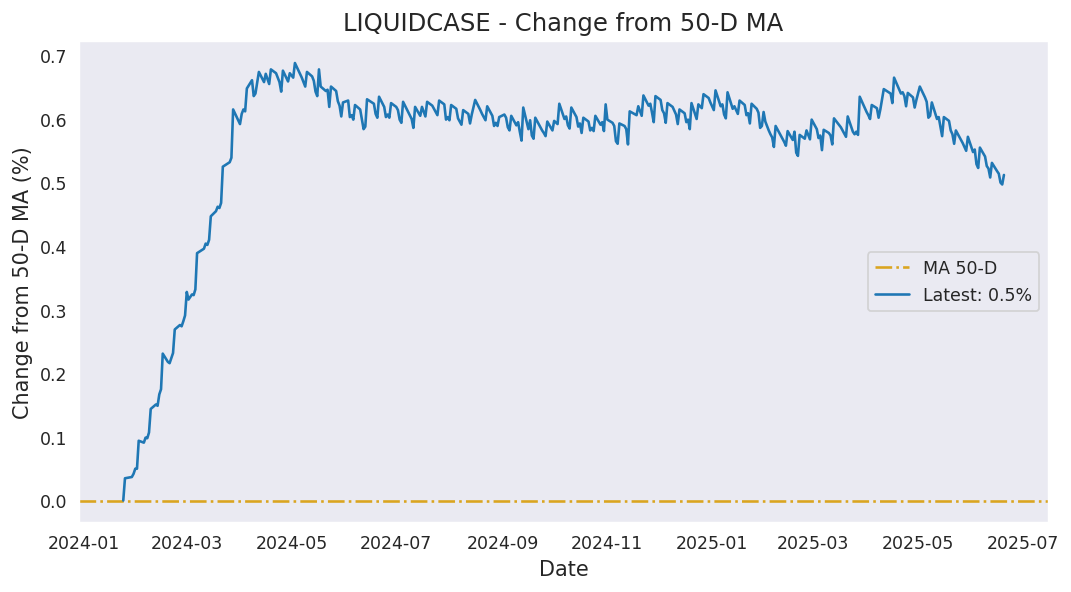 LIQUIDCASE - Change from 50-D MA
Change from 50-D MA (%)
0.7
0.6
0.5
0.4
0.3
0.2
0.1
0.0
MA 50-D
Latest: 0.5%
2024-01 2024-03 2024-05 2024-07 2024-09 2024-11 2025-01 2025-03 2025-05 2025-07
Date